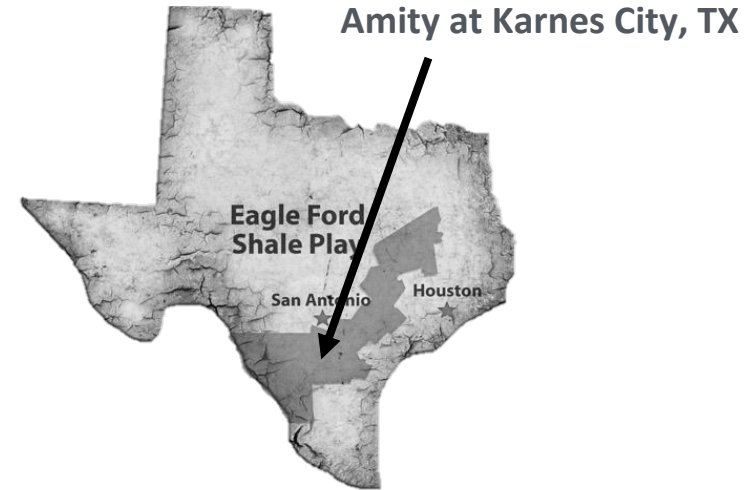 Amity at Karnes City, TX
Eagle Ford
Shale Play
San Antonio
Houston